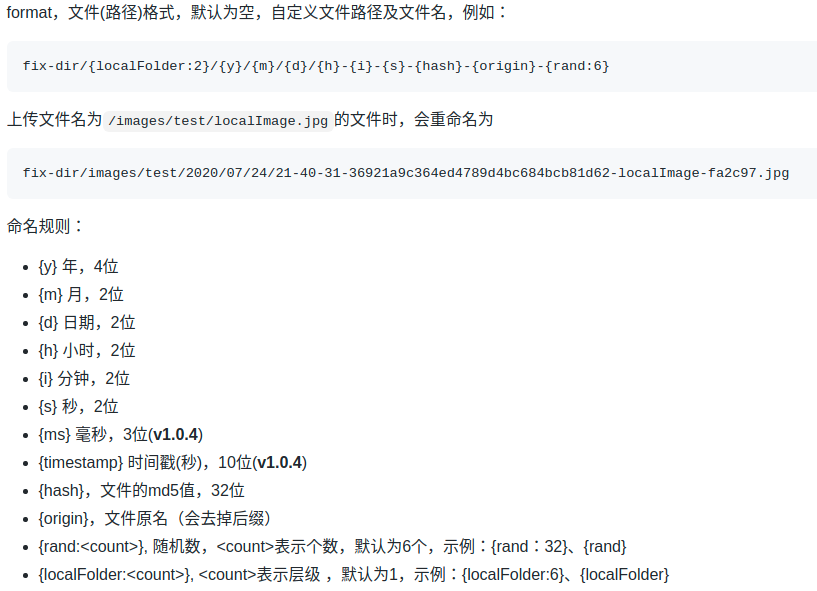 format，文件(路径)格式，默认为空，自定义文件路径及文件名，例如：
fix-dir/{localFolder:2}/{y}/{m}/{d}/{h}-{i}-{s}-{hash}-{origin}-{rand:6}
上传文件名为 /images/test/localImage.jpg 的文件时，会重命名为
fix-dir/images/test/2020/07/24/21-40-31-36921a9c364ed4789d4bc684bcb81d62-localImage-fa2c97.jpg
命名规则：
{y} 年，4位
{m} 月，2位
{d} 日期，2位
{h} 小时，2位
{i} 分钟，2位
{s} 秒，2位
{ms} 毫秒，3位(v1.0.4)
{timestamp} 时间戳(秒)，10位(v1.0.4)
{hash}，文件的md5值，32位
{origin}，文件原名（会去掉后缀）
{rand:<count>}, 随机数，<count>表示个数，默认为6个，示例：{rand：32}、{rand}
{localFolder:<count>}, <count>表示层级 ，默认为1，示例：{localFolder:6}、{localFolder}